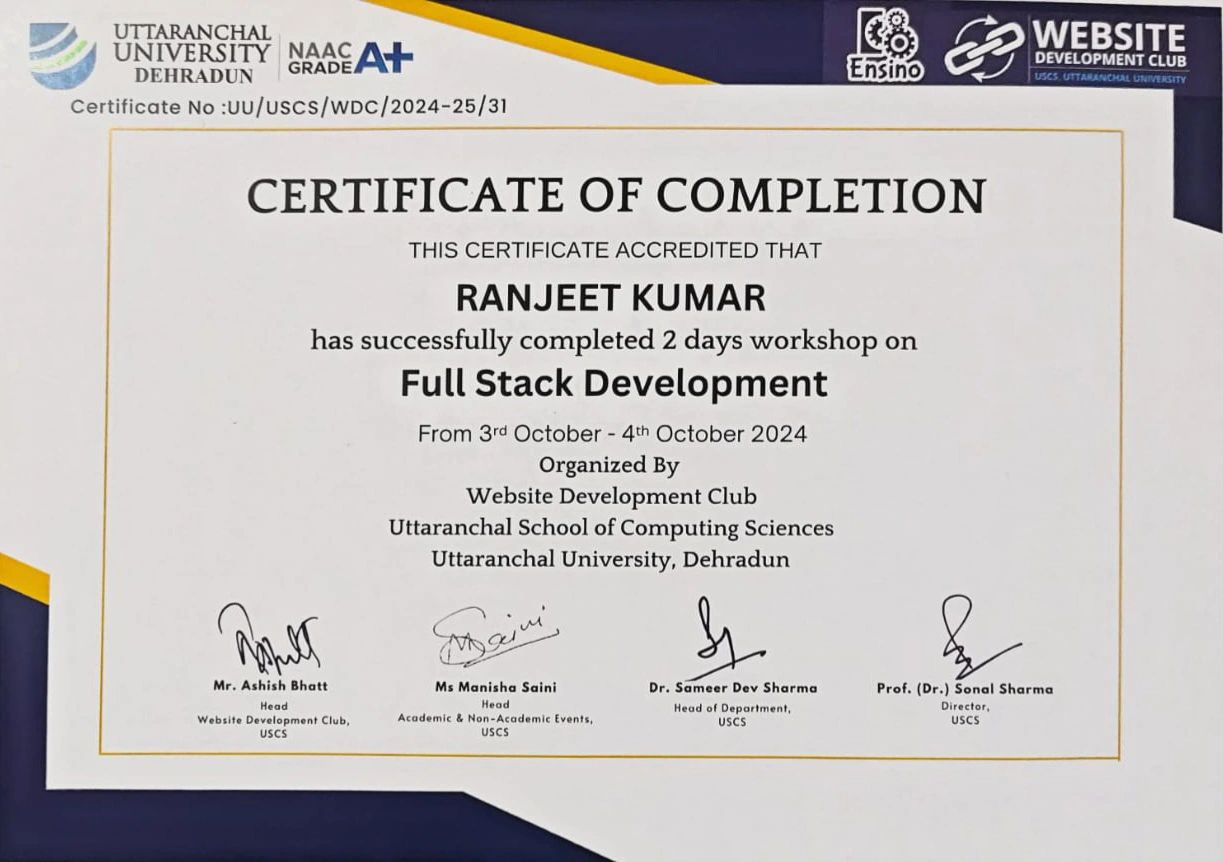 UTTARANCHAL
UNIVERSITY
DEHRADUN
NAAC
GRADE A+
Ensino
WEBSITE
DEVELOPMENT CLUB
USCS, UTTARANCHAL UNIVERSITY
Certificate No :UU/USCS/WDC/2024-25/31
CERTIFICATE OF COMPLETION
THIS CERTIFICATE ACCREDITED THAT
RANJEET KUMAR
has successfully completed 2 days workshop on
Full Stack Development
From 3rd October - 4th October 2024
Organized By
Website Development Club
Uttaranchal School of Computing Sciences
Uttaranchal University, Dehradun
Mr. Ashish Bhatt
Head
Website Development Club,
USCS
Ms Manisha Saini
Head
Academic & Non-Academic Events,
USCS
Dr. Sameer Dev Sharma
Head of Department,
USCS
Prof. (Dr.) Sonal Sharma
Director,
USCS